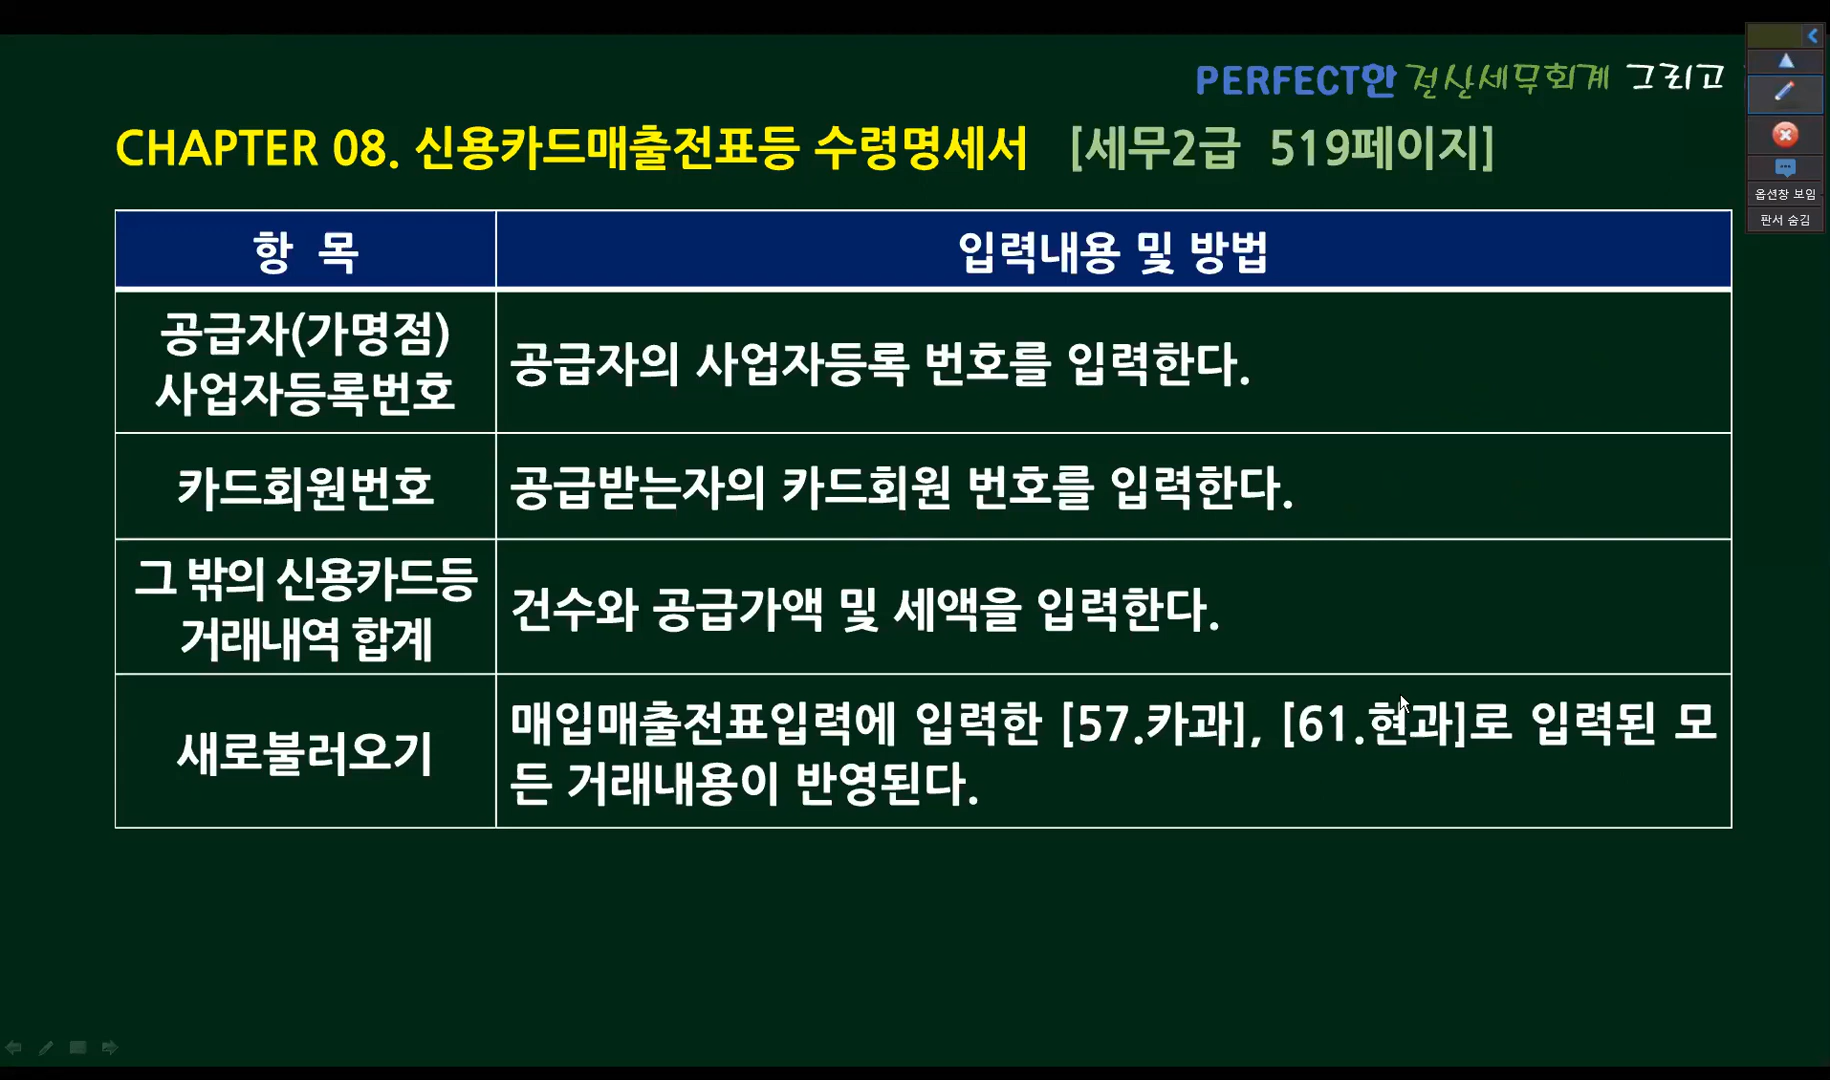 PERFECT한 전산세무회계 그리고
CHAPTER 08. 신용카드매출전표등 수령명세서 [세무2급 519페이지]
항 목
입력내용 및 방법
공급자(가명점)
사업자등록번호
공급자의 사업자등록 번호를 입력한다.
카드회원번호
공급받는자의 카드회원 번호를 입력한다.
그 밖의 신용카드등
거래내역 합계
건수와 공급가액 및 세액을 입력한다.
새로불러오기
매입매출전표입력에 입력한 [57.카과], [61.현과]로 입력된 모
든 거래내용이 반영된다.
옵션창 보임
판서 숨김